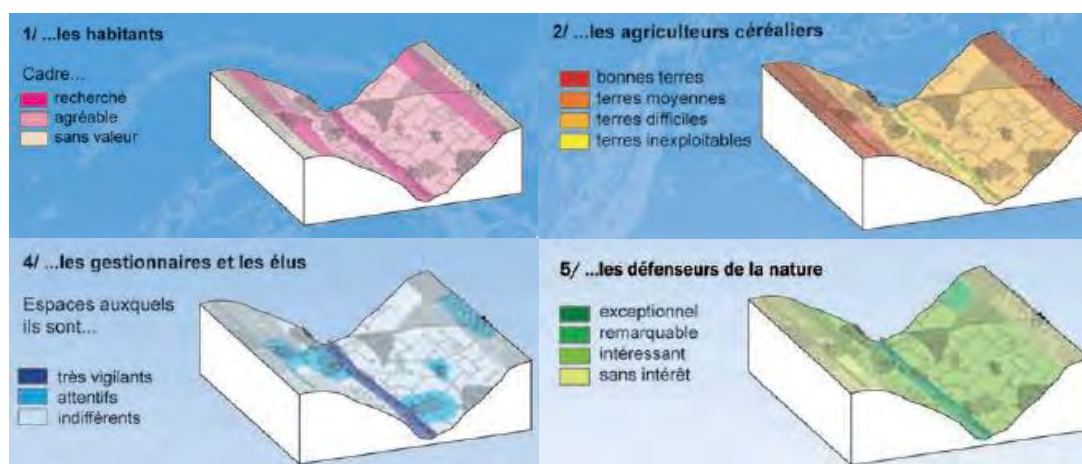 1/ ...les habitants
Cadre...
recherché
agréable
sans valeur
2/ ...les agriculteurs céréaliers
bonnes terres
terres moyennes
terres difficiles
terres inexploitables
4/ ...les gestionnaires et les élus
Espaces auxquels
ils sont...
très vigilants
attentifs
indifférents
5/ ...les défenseurs de la nature
exceptionnel
remarquable
intéressant
sans intérêt